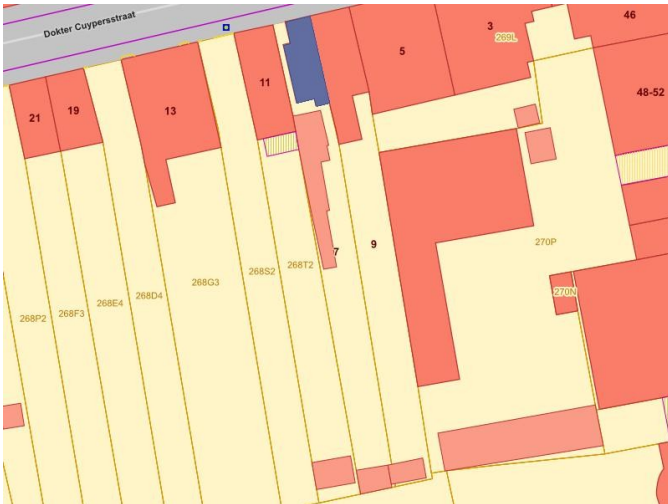 Dokter Cuypersstraat
46
3
269L
5
11
48-52
21
19
13
7
9
270P
268S2
268T2
268G3
268D4
268E4
268F3
268P2
270N